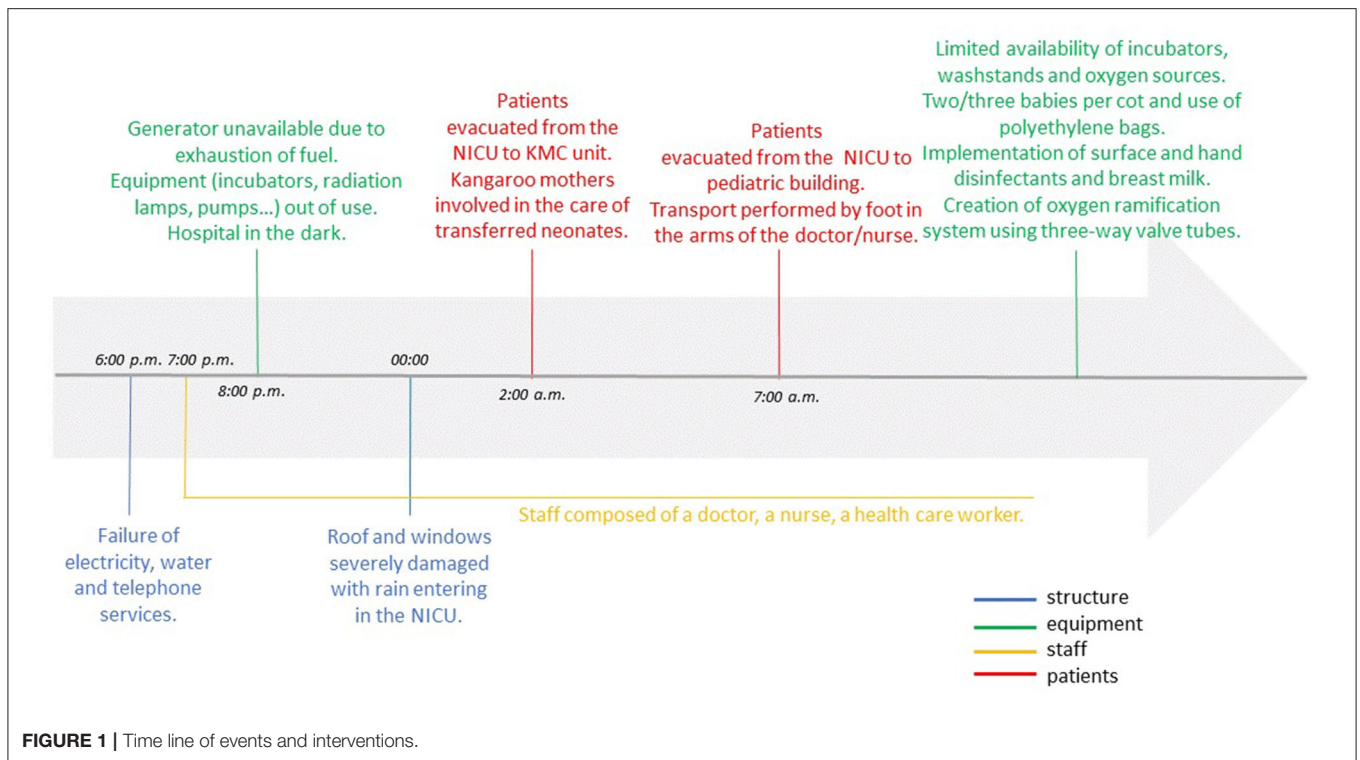 Generator unavailable due to
exhaustion of fuel.
Equipment (incubators, radiation
lamps, pumps...) out of use.
Hospital in the dark.
Patients
evacuated from the
NICU to KMC unit.
Kangaroo mothers
involved in the care of
transferred neonates.
Patients
evacuated from the NICU to
pediatric building.
Transport performed by foot in
the arms of the doctor/nurse.
Limited availability of incubators,
washstands and oxygen sources.
Two/three babies per cot and use of
polyethylene bags.
Implementation of surface and hand
disinfectants and breast milk.
Creation of oxygen ramification
system using three-way valve tubes.
6:00 p.m. 7:00 p.m.
00:00
8:00 p.m.
2:00 a.m.
7:00 a.m.
Staff composed of a doctor, a nurse, a health care worker.
Failure of
electricity, water
and telephone
services.
Roof and windows
severely damaged
with rain entering
in the NICU.
structure
equipment
staff
patients
FIGURE 1 | Time line of events and interventions.